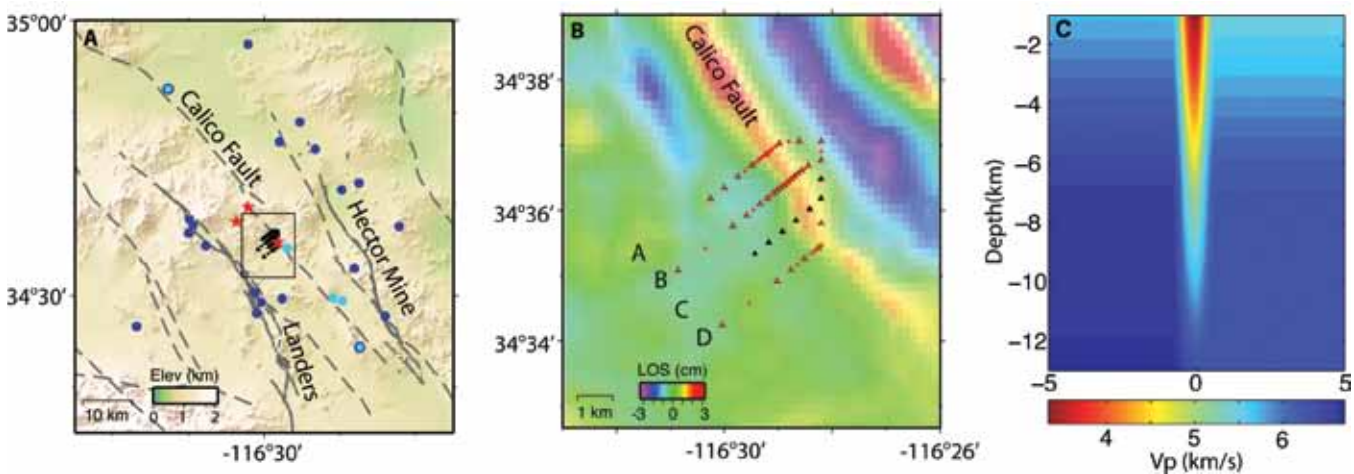 35°00'
34°30'
-116°30'
A
Calico Fault
Hector Mine
Landers
Elev (km)
0 1 2
10 km
B
34°38'
34°36'
34°34'
-116°30'
-116°26'
Calico Fault
A
B
C
D
LOS (cm)
-3 0 3
1 km
C
Depth(km)
-2
-4
-6
-8
-10
-12
-5 0 5
4 5 6
Vp (km/s)